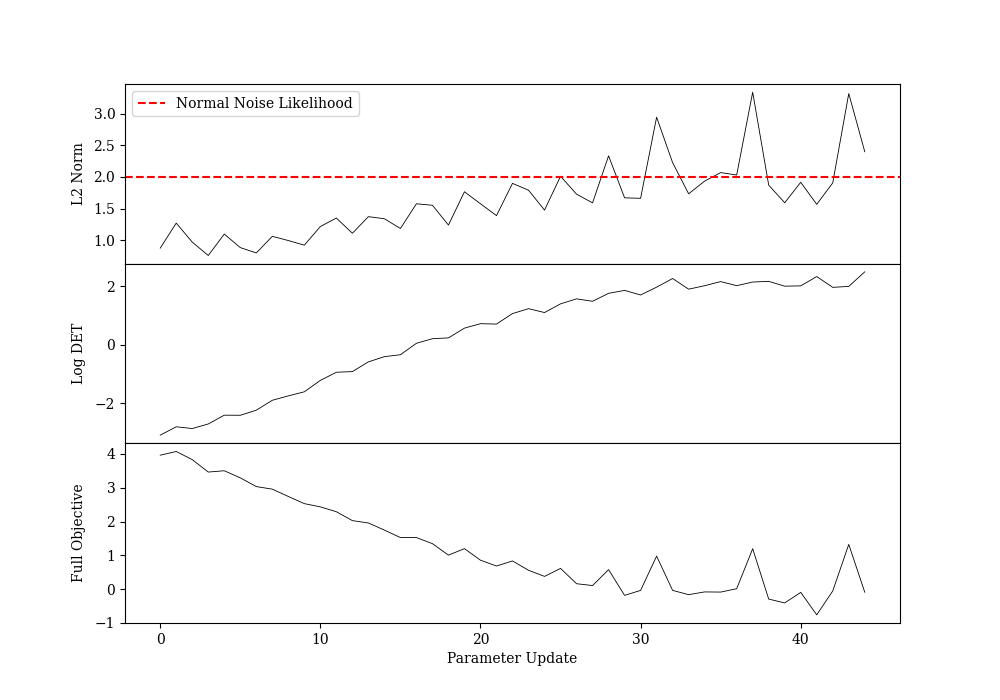 Normal Noise Likelihood
L2 Norm
3.0
2.5
2.0
1.5
1.0
Log DET
2
0
−2
Full Objective
4
3
2
1
0
−1
0 10 20 30 40
Parameter Update